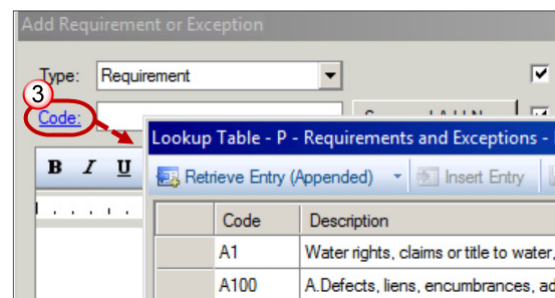 Add Requirement or Exception
Type: Requirement
3
Code:
Lookup Table - P - Requirements and Exceptions -
B I U
Retrieve Entry (Appended) Insert Entry
Code Description
A1 Water rights, claims or title to water,
A100 A.Defects, liens, encumbrances, ad